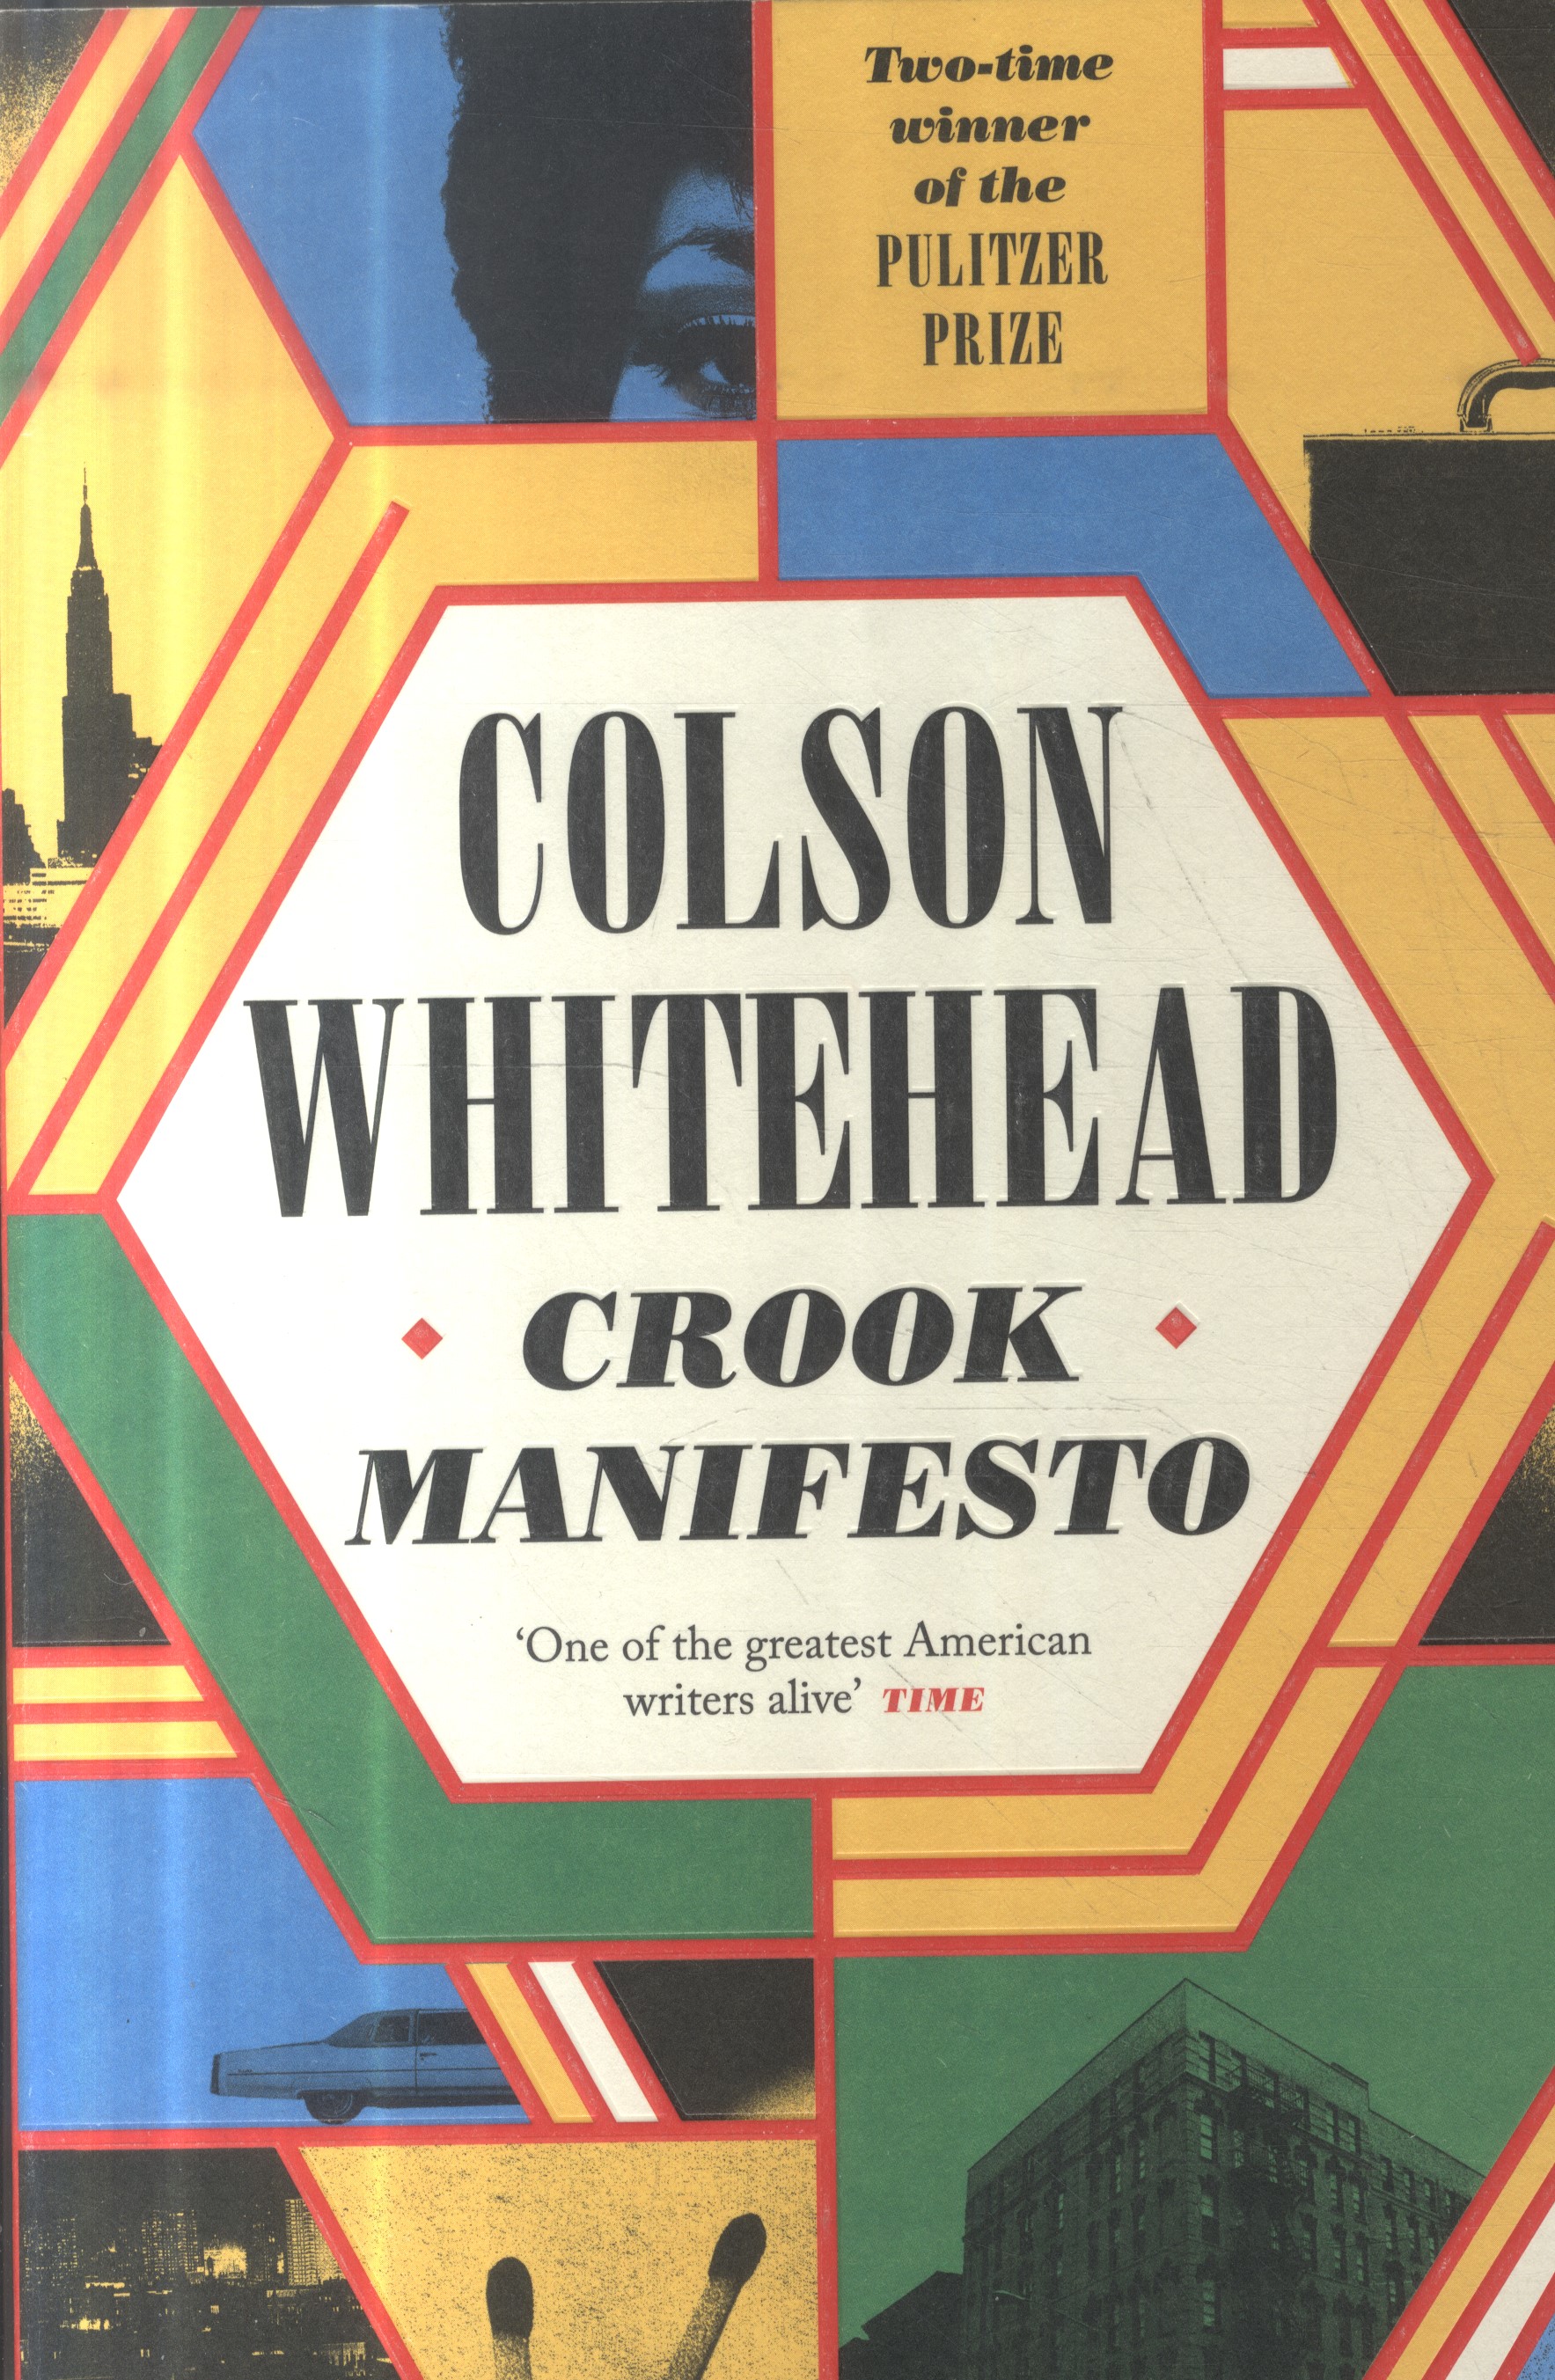 Two-time
winner
of the
PULITZER
PRIZE
COLSON
WHITEHEAD
CROOK
MANIFESTO
‘One of the greatest American
writers alive’ TIME